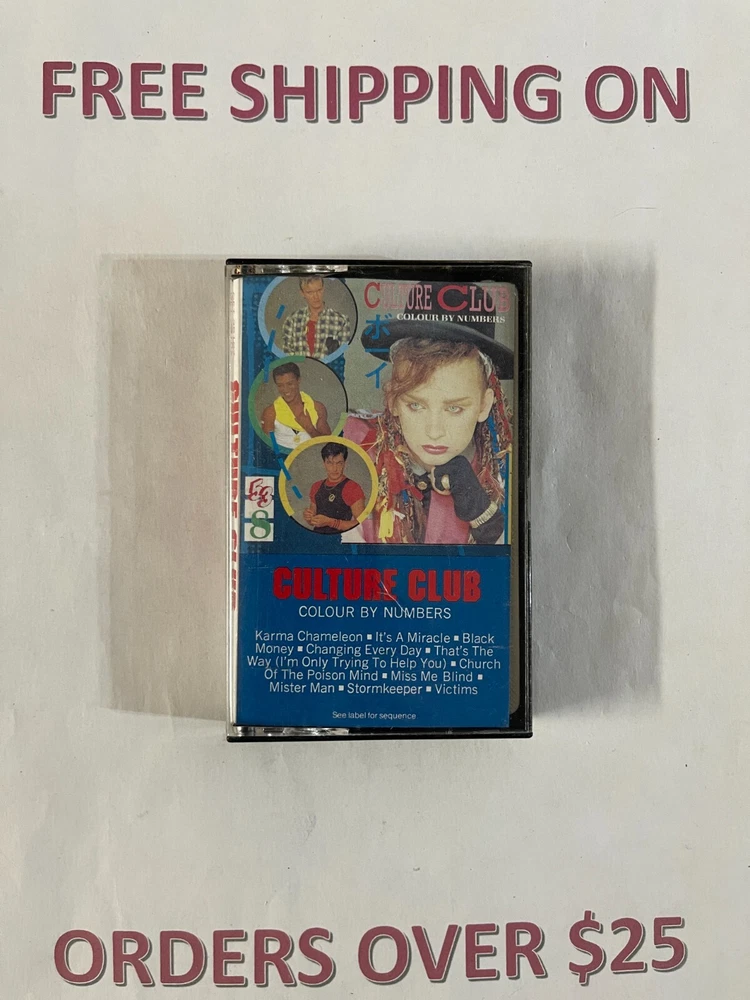 FREE SHIPPING ON
CULTURE CLUB
COLOUR BY NUMBERS
ボーイ
8
CULTURE CLUB
CULTURE CLUB
COLOUR BY NUMBERS
Karma Chameleon ▪ It's A Miracle ▪ Black
Money ▪ Changing Every Day ▪ That's The
Way (I'm Only Trying To Help You) ▪ Church
Of The Poison Mind ▪ Miss Me Blind ▪
Mister Man ▪ Stormkeeper ▪ Victims
See label for sequence
ORDERS OVER $25